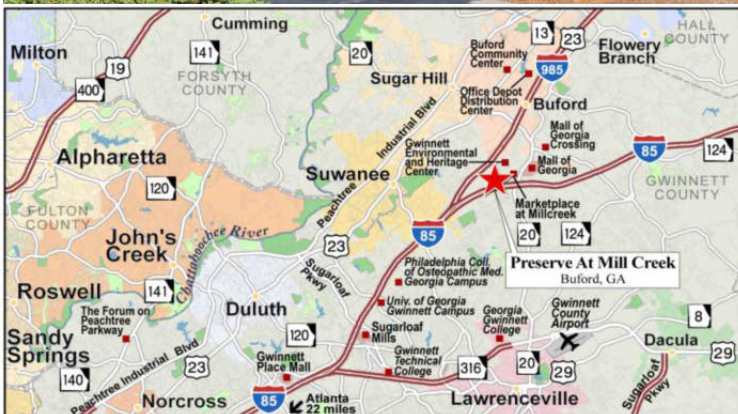 Cumming
Milton
19
400
141
FORSYTH
COUNTY
20
Sugar Hill
13
23
HALL
COUNTY
Flowery
Branch
Buford
Community
Center
985
Office Depot
Distribution
Center
Buford
Mall of
Georgia
Crossing
85
124
Alpharetta
120
Peachtree Industrial Blvd
Gwinnett
Environmental
and Heritage
Center
Mall of
Georgia
GWINNETT
COUNTY
Suwanee
FULTON
COUNTY
Marketplace
at Millcreek
John's
Creek
Chattahoochee River
23
85
20
124
Sugarloaf
Pkwy
Philadelphia Coll.
of Osteopathic Med.
Georgia Campus
Preserve At Mill Creek
Buford, GA
Roswell
141
Duluth
Univ. of Georgia
Gwinnett Campus
The Forum on
Peachtree
Parkway
Georgia
Gwinnett
College
Gwinnett
County
Airport
8
120
Sugarloaf
Mills
Sandy
Springs
Dacula
Peachtree Industrial Blvd
23
Gwinnett
Place Mall
Gwinnett
Technical
College
316
20
29
29
140
Sugarloaf
Pkwy
Norcross
85
Atlanta
22 miles
Lawrenceville